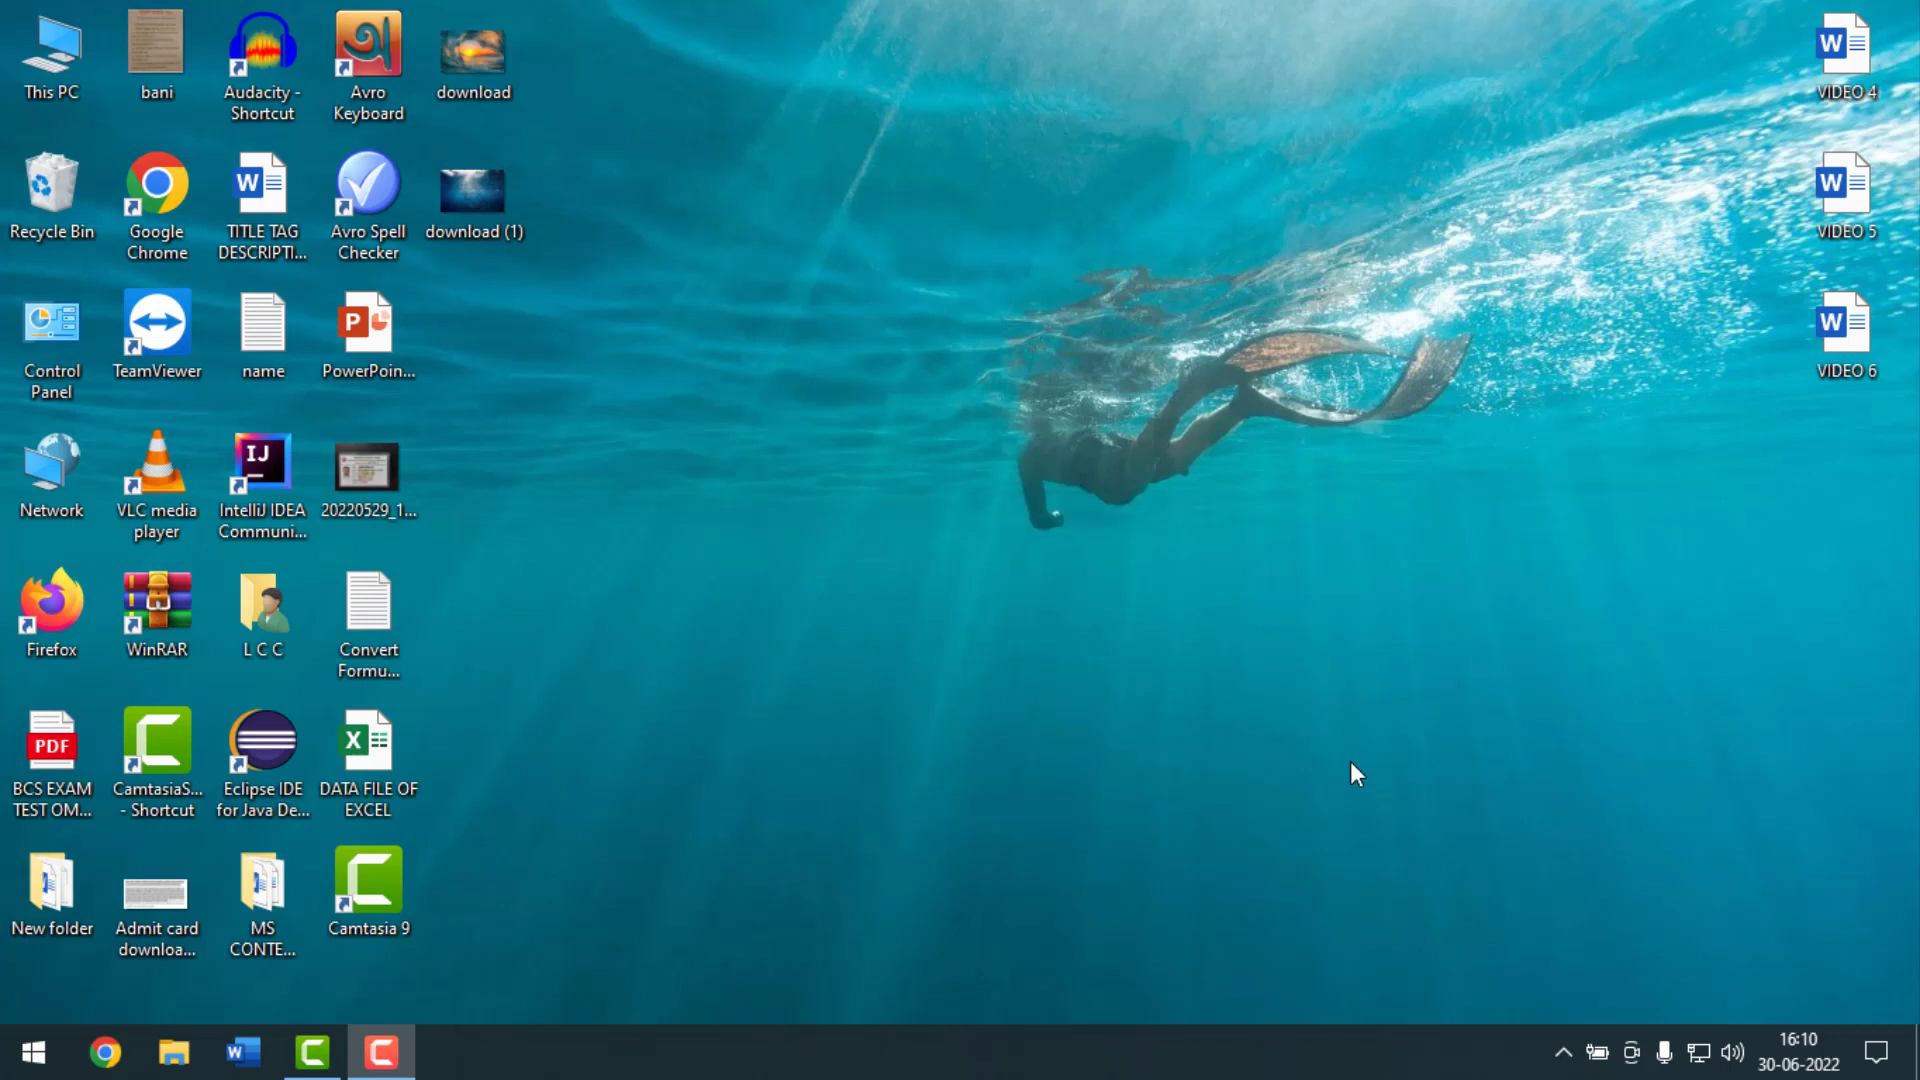 This PC
bani
Audacity -
Shortcut
Avro
Keyboard
download
VIDEO 4
Recycle Bin
Google
Chrome
TITLE TAG
DESCRIPTI...
Avro Spell
Checker
download (1)
VIDEO 5
Control
Panel
TeamViewer
name
PowerPoin...
VIDEO 6
Network
VLC media
player
IntelliJ IDEA
Communi...
20220529_1...
Firefox
WinRAR
L C C
Convert
Formu...
BCS EXAM
TEST OM...
CamtasiaS...
- Shortcut
Eclipse IDE
for Java De...
DATA FILE OF
EXCEL
New folder
Admit card
downloa...
MS
CONTE...
Camtasia 9
16:10
30-06-2022